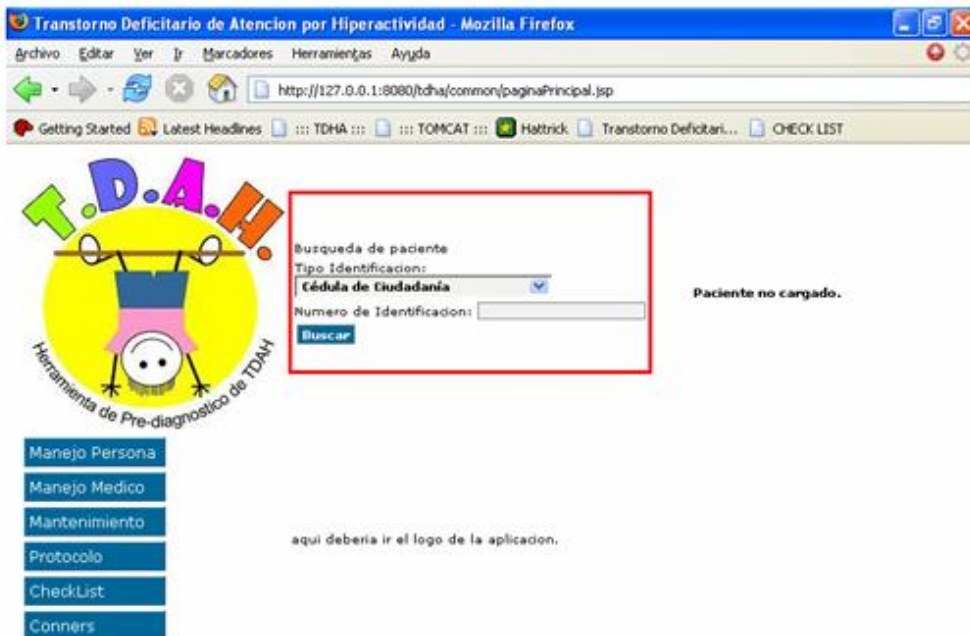 Transtorno Deficitario de Atencion por Hiperactividad - Mozilla Firefox
Archivo Editar Ver Ir Marcadores Herramientas Ayuda
http://127.0.0.1:8080/tdha/common/paginaPrincipal.jsp
Getting Started Latest Headlines ::: TDHA ::: ::: TOMCAT ::: Hattrick Transtorno Deficitari... CHECK LIST
T.D.A.H.
Herramienta de Pre-diagnostico de TDAH
Busqueda de paciente
Tipo Identificacion:
Cédula de Ciudadanía
Numero de Identificacion:
Buscar
Paciente no cargado.
Manejo Persona
Manejo Medico
Mantenimiento
Protocolo
CheckList
Conners
aqui deberia ir el logo de la aplicacion.